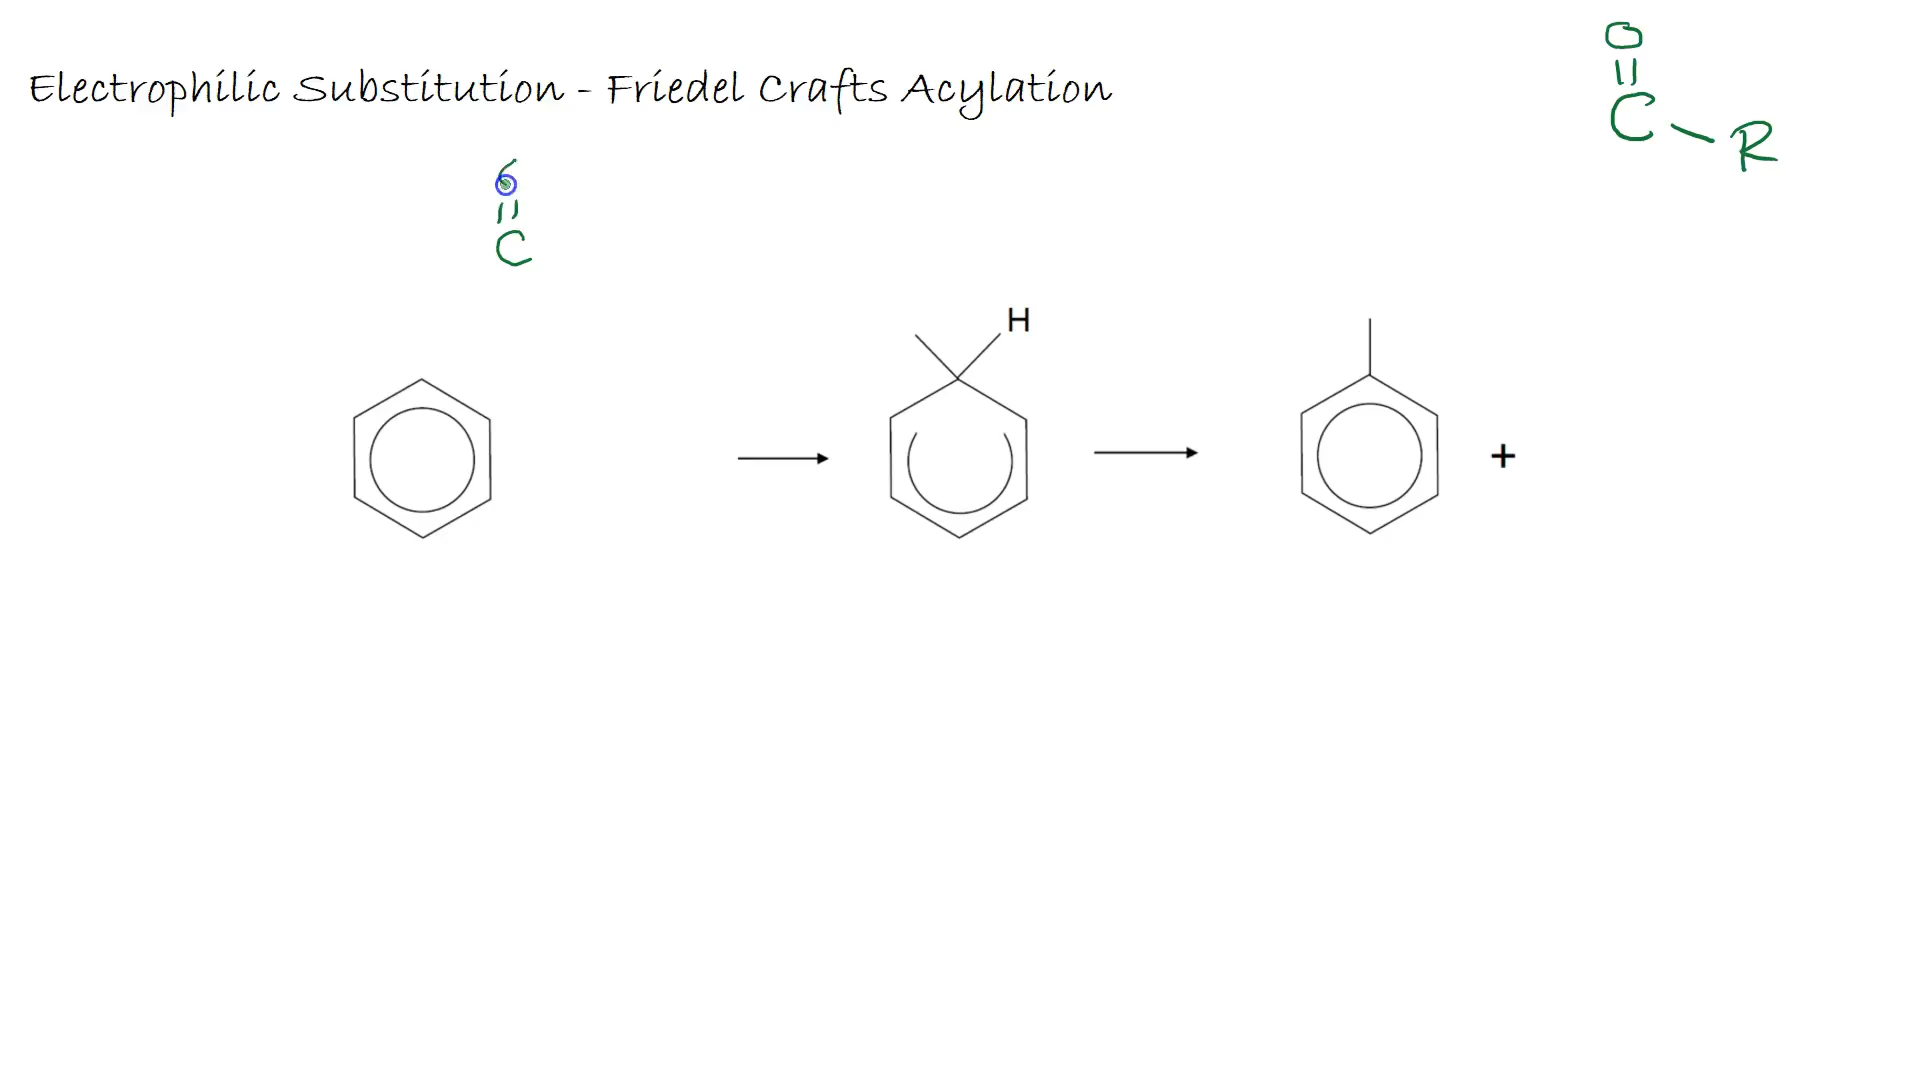 Electrophilic Substitution - Friedel Crafts Acylation
O
||
C - R
||
C
H
+